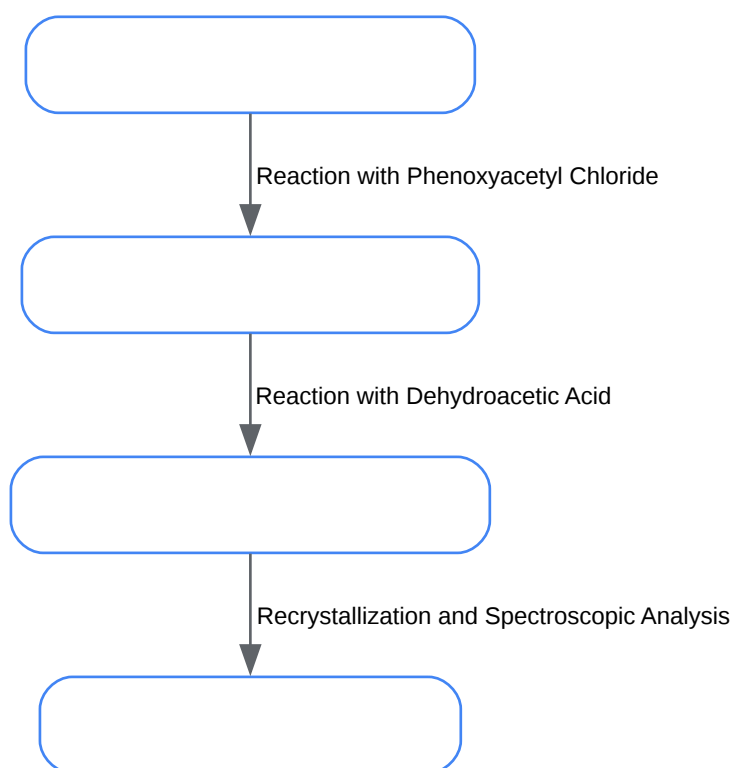 Reaction with Phenoxyacetyl Chloride
Reaction with Dehydroacetic Acid
Recrystallization and Spectroscopic Analysis